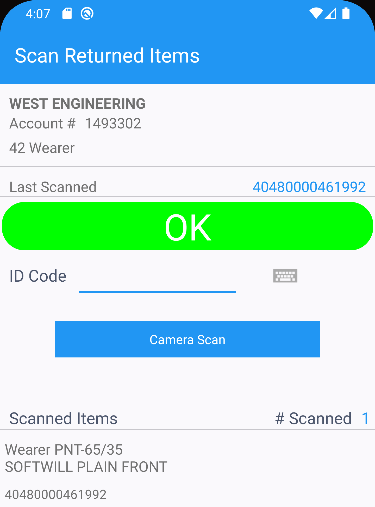 4:07
Scan Returned Items
WEST ENGINEERING
Account # 1493302
42 Wearer
Last Scanned 40480000461992
OK
ID Code
Camera Scan
Scanned Items # Scanned 1
Wearer PNT-65/35
SOFTWILL PLAIN FRONT
40480000461992